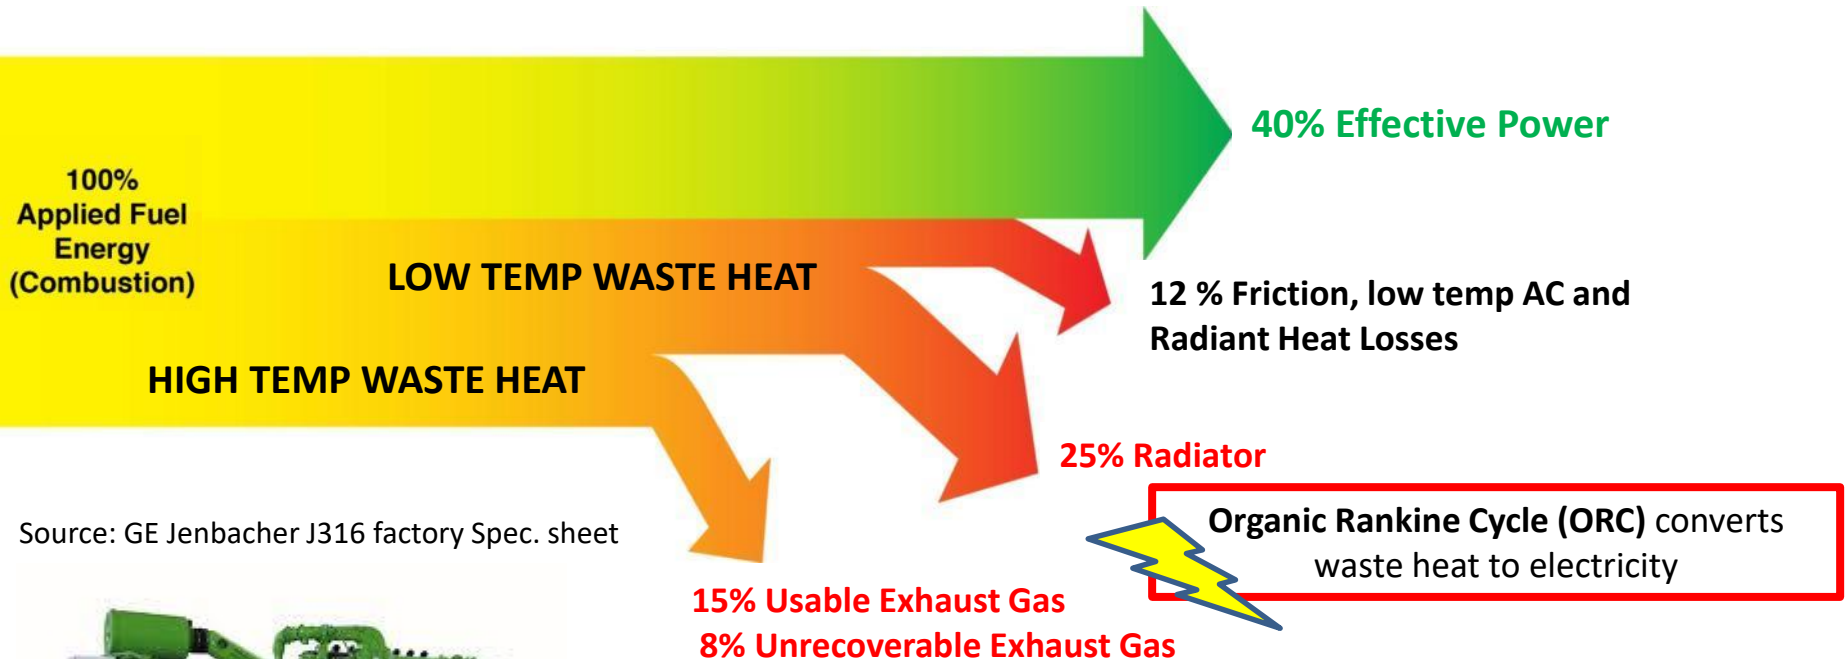 40% Effective Power
100%
Applied Fuel
Energy
(Combustion)
LOW TEMP WASTE HEAT
12 % Friction, low temp AC and
Radiant Heat Losses
HIGH TEMP WASTE HEAT
25% Radiator
Organic Rankine Cycle (ORC) converts
waste heat to electricity
Source: GE Jenbacher J316 factory Spec. sheet
15% Usable Exhaust Gas
8% Unrecoverable Exhaust Gas